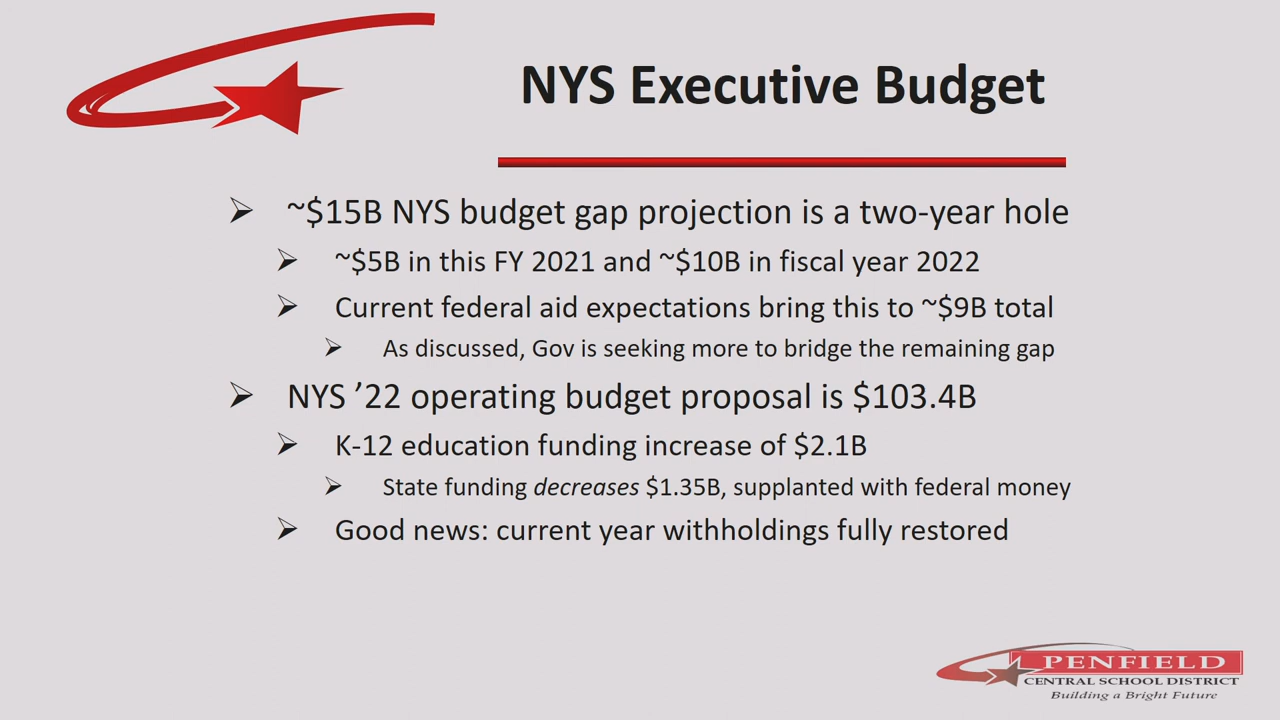 NYS Executive Budget
~$15B NYS budget gap projection is a two-year hole
~$5B in this FY 2021 and ~$10B in fiscal year 2022
Current federal aid expectations bring this to ~$9B total
As discussed, Gov is seeking more to bridge the remaining gap
NYS ’22 operating budget proposal is $103.4B
K-12 education funding increase of $2.1B
State funding decreases $1.35B, supplanted with federal money
Good news: current year withholdings fully restored
PENFIELD
CENTRAL SCHOOL DISTRICT
Building a Bright Future